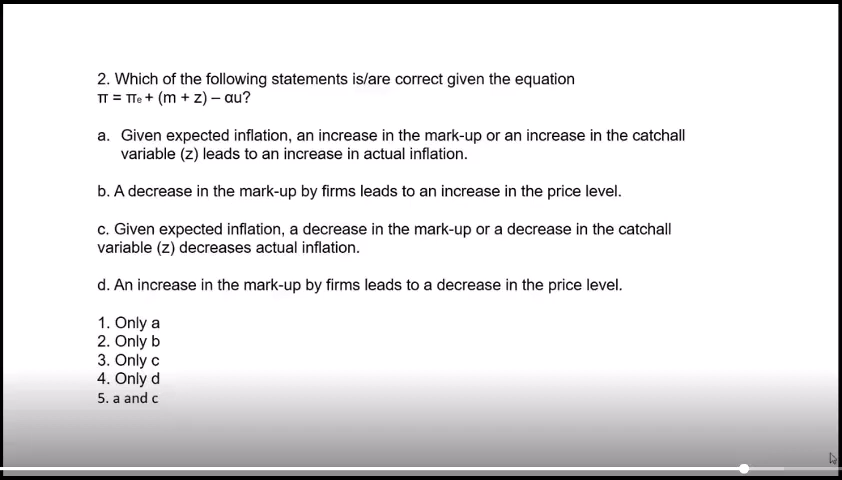 2. Which of the following statements is/are correct given the equation
π = πe + (m + z) – αu?
a. Given expected inflation, an increase in the mark-up or an increase in the catchall
variable (z) leads to an increase in actual inflation.
b. A decrease in the mark-up by firms leads to an increase in the price level.
c. Given expected inflation, a decrease in the mark-up or a decrease in the catchall
variable (z) decreases actual inflation.
d. An increase in the mark-up by firms leads to a decrease in the price level.
1. Only a
2. Only b
3. Only c
4. Only d
5. a and c